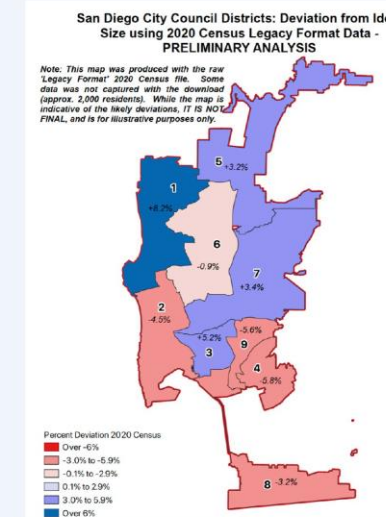 San Diego City Council Districts: Deviation from Ide
Size using 2020 Census Legacy Format Data -
PRELIMINARY ANALYSIS
Note: This map was produced with the raw
'Legacy Format' 2020 Census file. Some
data was not captured with the download
(approx. 2,000 residents). While the map is
indicative of the likely deviations, IT IS NOT
FINAL, and is for illustrative purposes only.
5
+3.2%
1
+8.2%
6
-0.9%
7
+3.4%
2
-4.5%
+5.2%
3
-5.6%
9
4
-5.8%
8 -3.2%
Percent Deviation 2020 Census
Over -6%
-3.0% to -5.9%
-0.1% to -2.9%
0.1% to 2.9%
3.0% to 5.9%
Over 6%